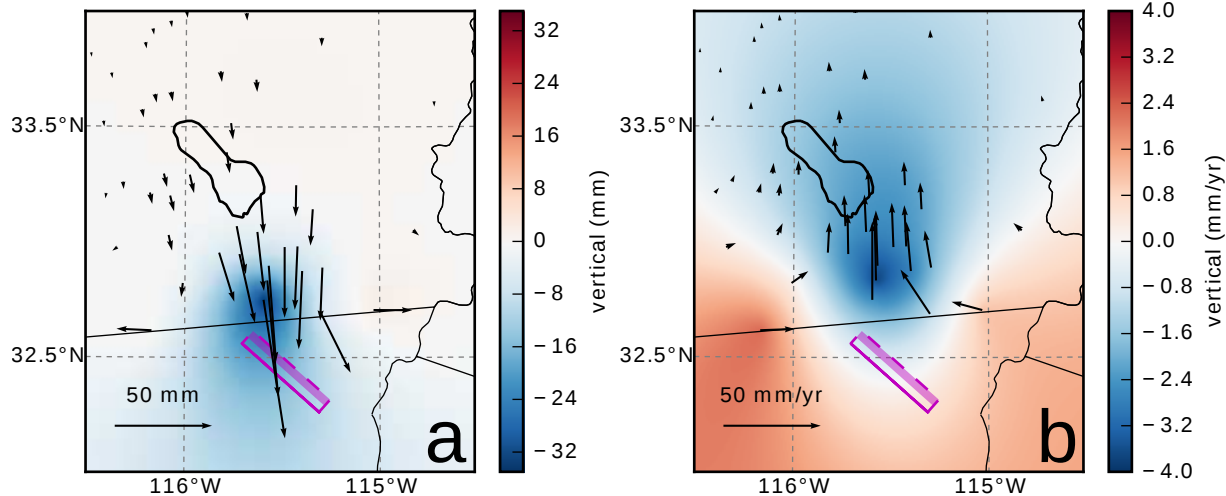 33.5°N
32.5°N
116°W
115°W
50 mm
a
32
24
16
8
0
−8
−16
−24
−32
vertical (mm)
33.5°N
32.5°N
116°W
115°W
50 mm/yr
b
4.0
3.2
2.4
1.6
0.8
0.0
−0.8
−1.6
−2.4
−3.2
−4.0
vertical (mm/yr)